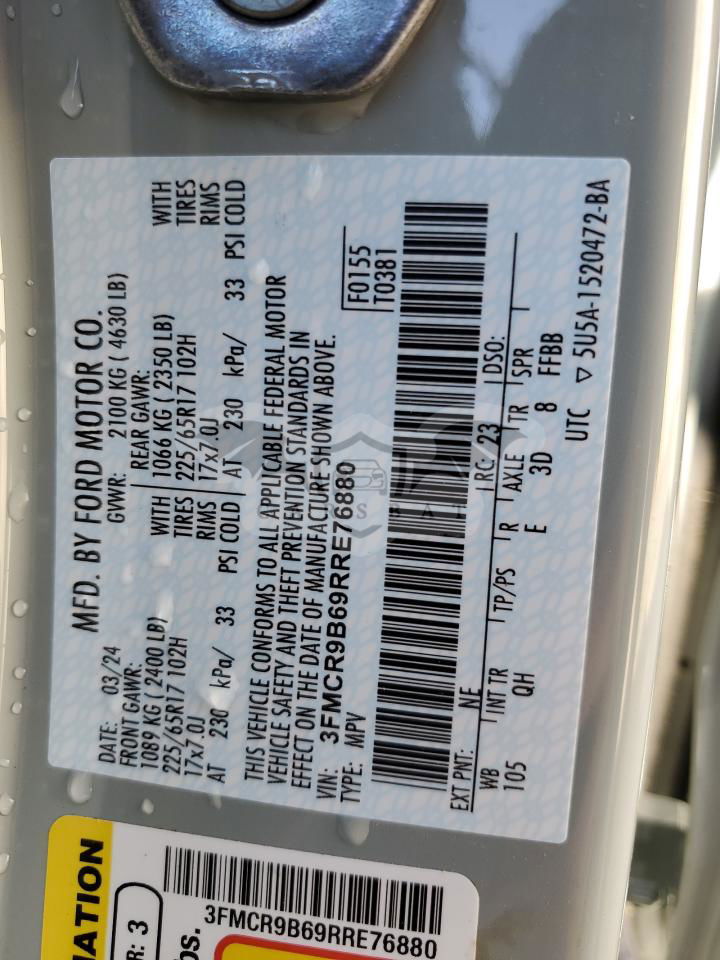 MFD. BY FORD MOTOR CO.
DATE: 03/24 GVWR: 2100 KG ( 4630 LB)
FRONT GAWR: REAR GAWR:
1089 KG (2400 LB) WITH 1066 KG ( 2350 LB) WITH
225/65R17 102H TIRES 225/65R17 102H TIRES
17x7.0J RIMS 17x7.0J RIMS
AT 230 kPa/ 33 PSI COLD AT 230 kPa/ 33 PSI COLD
THIS VEHICLE CONFORMS TO ALL APPLICABLE FEDERAL MOTOR
VEHICLE SAFETY AND THEFT PREVENTION STANDARDS IN
EFFECT ON THE DATE OF MANUFACTURE SHOWN ABOVE.
VIN: 3FMCR9B69RRE76880 F0155
TYPE: MPV T0381
EXT PNT: NE RC: 23 DSO:
WB INT TR TP/PS R AXLE TR SPR
105 QH E 3D 8 FFBB
UTC ▽ 5U5A-1520472-BA
MATION
R: 3
bs.
3FMCR9B69RRE76880